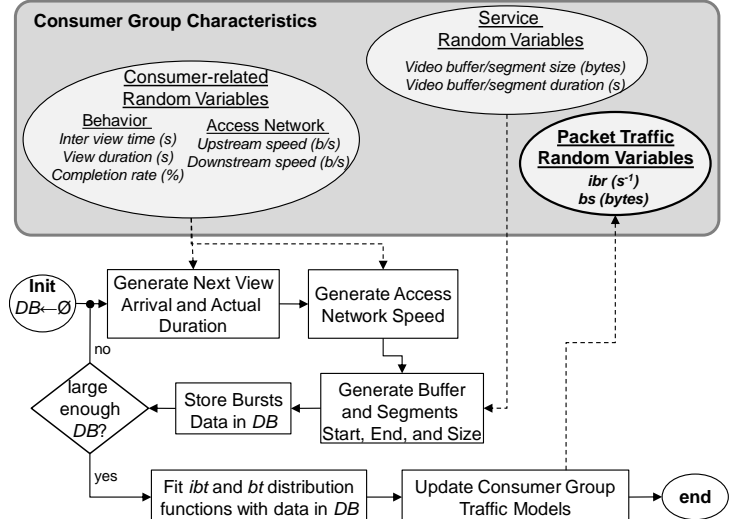 Consumer Group Characteristics
Service
Random Variables
Video buffer/segment size (bytes)
Video buffer/segment duration (s)
Consumer-related
Random Variables
Behavior
Inter view time (s)
View duration (s)
Completion rate (%)
Access Network
Upstream speed (b/s)
Downstream speed (b/s)
Packet Traffic
Random Variables
ibr (s⁻¹)
bs (bytes)
Init
DB←Ø
Generate Next View
Arrival and Actual
Duration
Generate Access
Network Speed
no
large
enough
DB?
Store Bursts
Data in DB
Generate Buffer
and Segments
Start, End, and Size
yes
Fit ibt and bt distribution
functions with data in DB
Update Consumer Group
Traffic Models
end